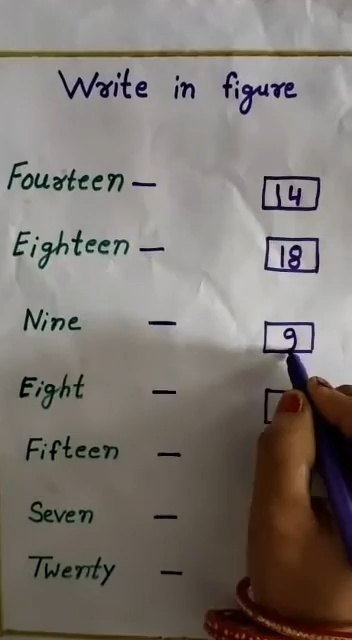 Write in figure
Fourteen — 14
Eighteen — 18
Nine — 9
Eight —
Fifteen —
Seven —
Twenty —